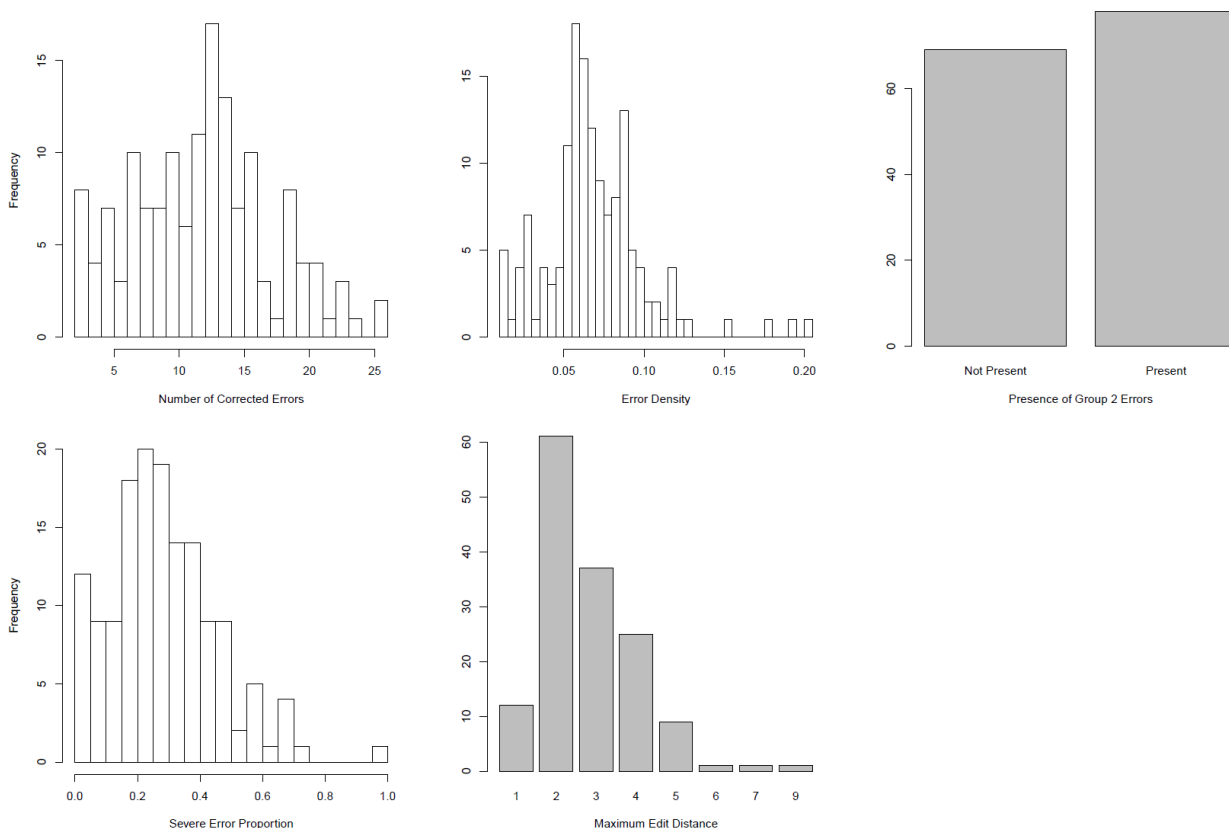 Frequency
0
5
10
15
5 10 15 20 25
Number of Corrected Errors
0
5
10
15
0.05 0.10 0.15 0.20
Error Density
0
20
40
60
Not Present Present
Presence of Group 2 Errors
Frequency
0
5
10
15
20
0.0 0.2 0.4 0.6 0.8 1.0
Severe Error Proportion
0
10
20
30
40
50
60
1 2 3 4 5 6 7 9
Maximum Edit Distance